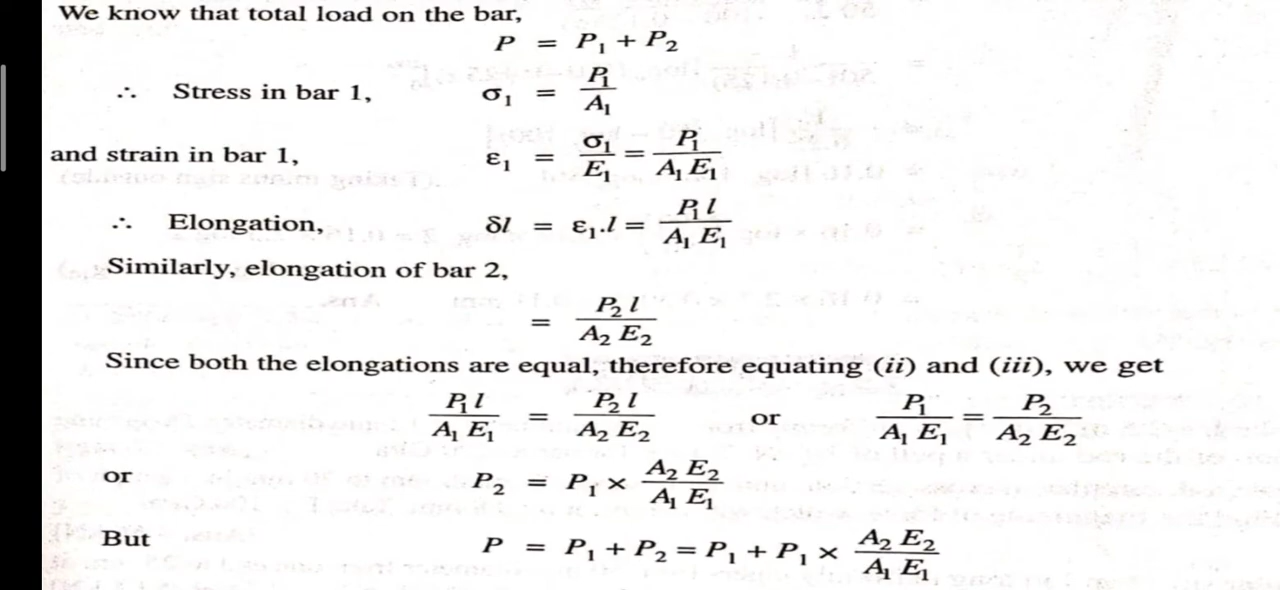 We know that total load on the bar,
P = P₁ + P₂
∴ Stress in bar 1, σ₁ = P₁/A₁
and strain in bar 1, ε₁ = σ₁/E₁ = P₁/(A₁ E₁)
∴ Elongation, δl = ε₁.l = P₁ l/(A₁ E₁)
Similarly, elongation of bar 2,
= P₂ l/(A₂ E₂)
Since both the elongations are equal, therefore equating (ii) and (iii), we get
P₁ l/(A₁ E₁) = P₂ l/(A₂ E₂) or P₁/(A₁ E₁) = P₂/(A₂ E₂)
or P₂ = P₁ × A₂ E₂/(A₁ E₁)
But P = P₁ + P₂ = P₁ + P₁ × A₂ E₂/(A₁ E₁)